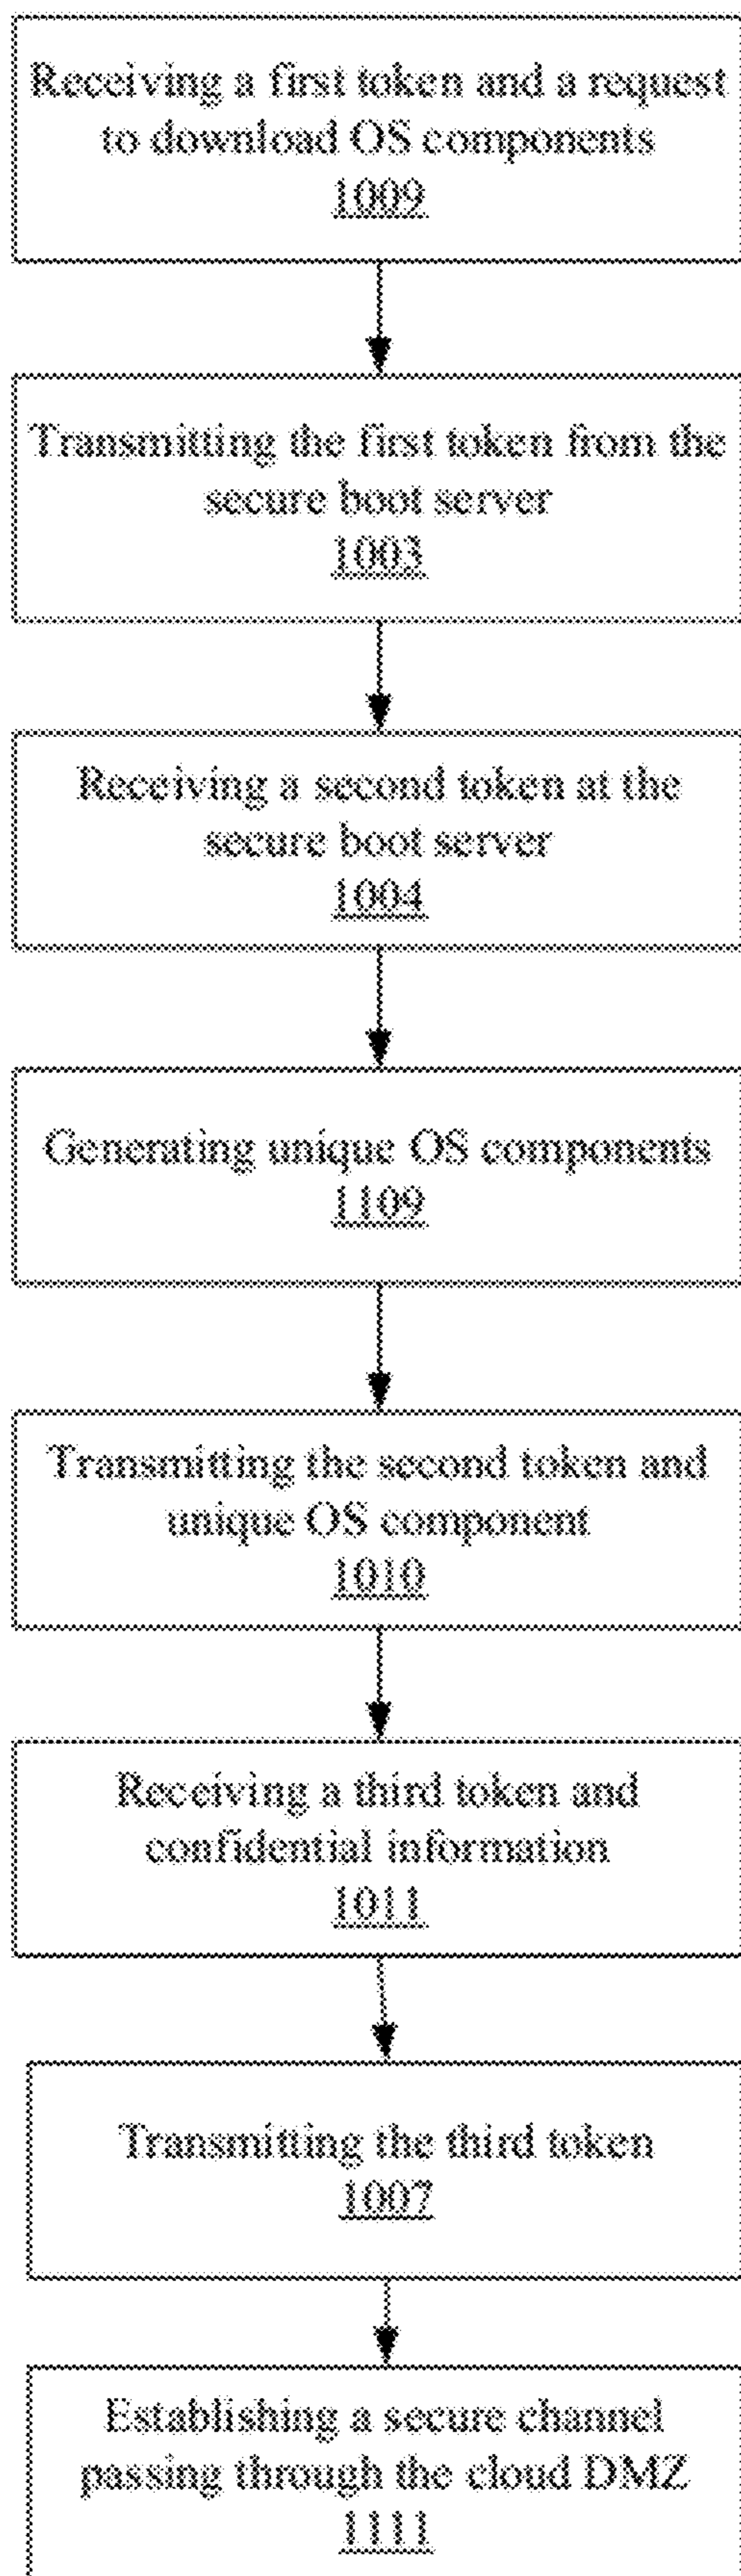 Receiving a first token and a request
to download OS components
1009
Transmitting the first token from the
secure boot server
1003
Receiving a second token at the
secure boot server
1004
Generating unique OS components
1109
Transmitting the second token and
unique OS component
1010
Receiving a third token and
confidential information
1011
Transmitting the third token
1007
Establishing a secure channel
passing through the cloud DMZ
1111